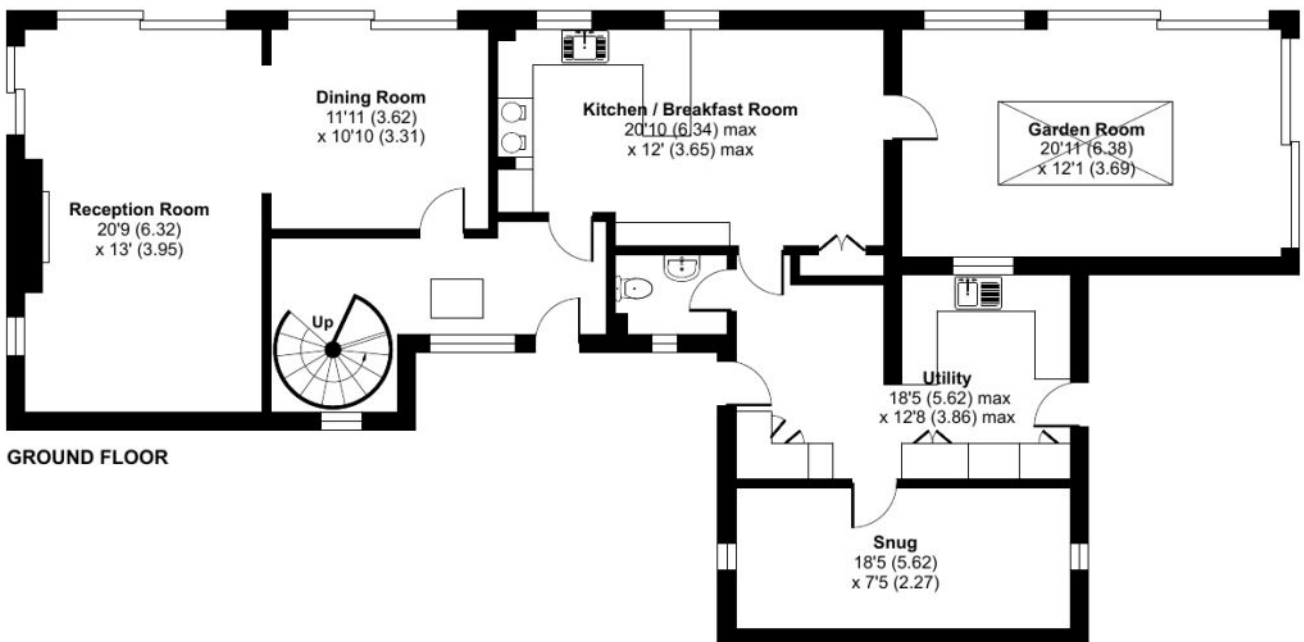 Dining Room
11'11 (3.62)
x 10'10 (3.31)
Kitchen / Breakfast Room
20'10 (6.34) max
x 12' (3.65) max
Garden Room
20'11 (6.38)
x 12'1 (3.69)
Reception Room
20'9 (6.32)
x 13' (3.95)
Up
Utility
18'5 (5.62) max
x 12'8 (3.86) max
GROUND FLOOR
Snug
18'5 (5.62)
x 7'5 (2.27)